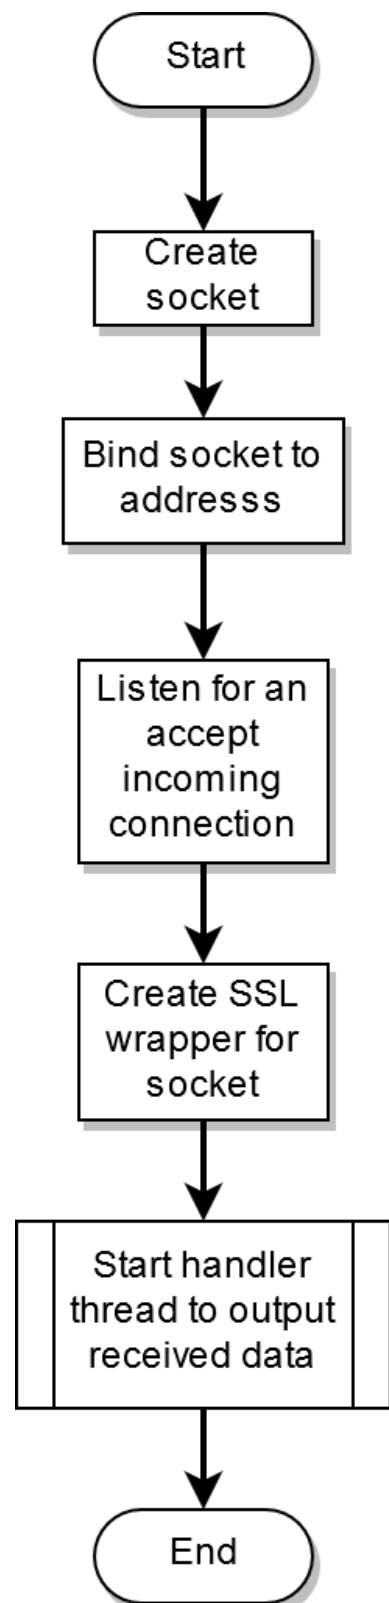 Start
Create
socket
Bind socket to
addresss
Listen for an
accept
incoming
connection
Create SSL
wrapper for
socket
Start handler
thread to output
received data
End